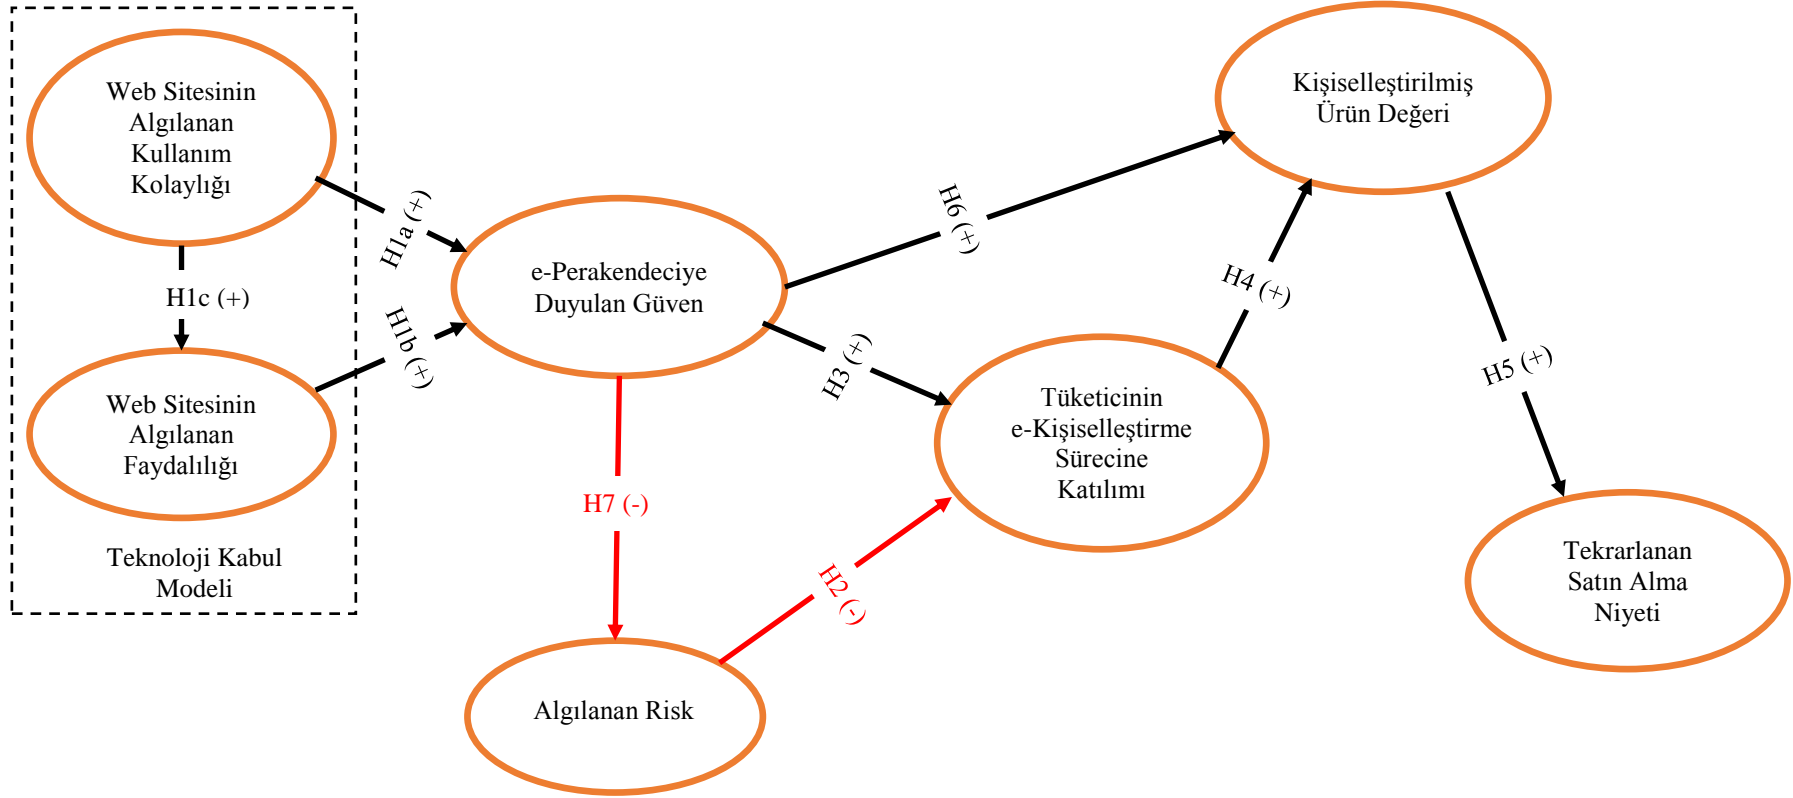 Web Sitesinin
Algılanan
Kullanım
Kolaylığı
H1c (+)
Web Sitesinin
Algılanan
Faydalılığı
Teknoloji Kabul
Modeli
H1a (+)
H1b (+)
e-Perakendeciye
Duyulan Güven
H7 (-)
Algılanan Risk
H6 (+)
H3 (+)
H2 (-)
Tüketicinin
e-Kişiselleştirme
Sürecine
Katılımı
H4 (+)
Kişiselleştirilmiş
Ürün Değeri
H5 (+)
Tekrarlanan
Satın Alma
Niyeti